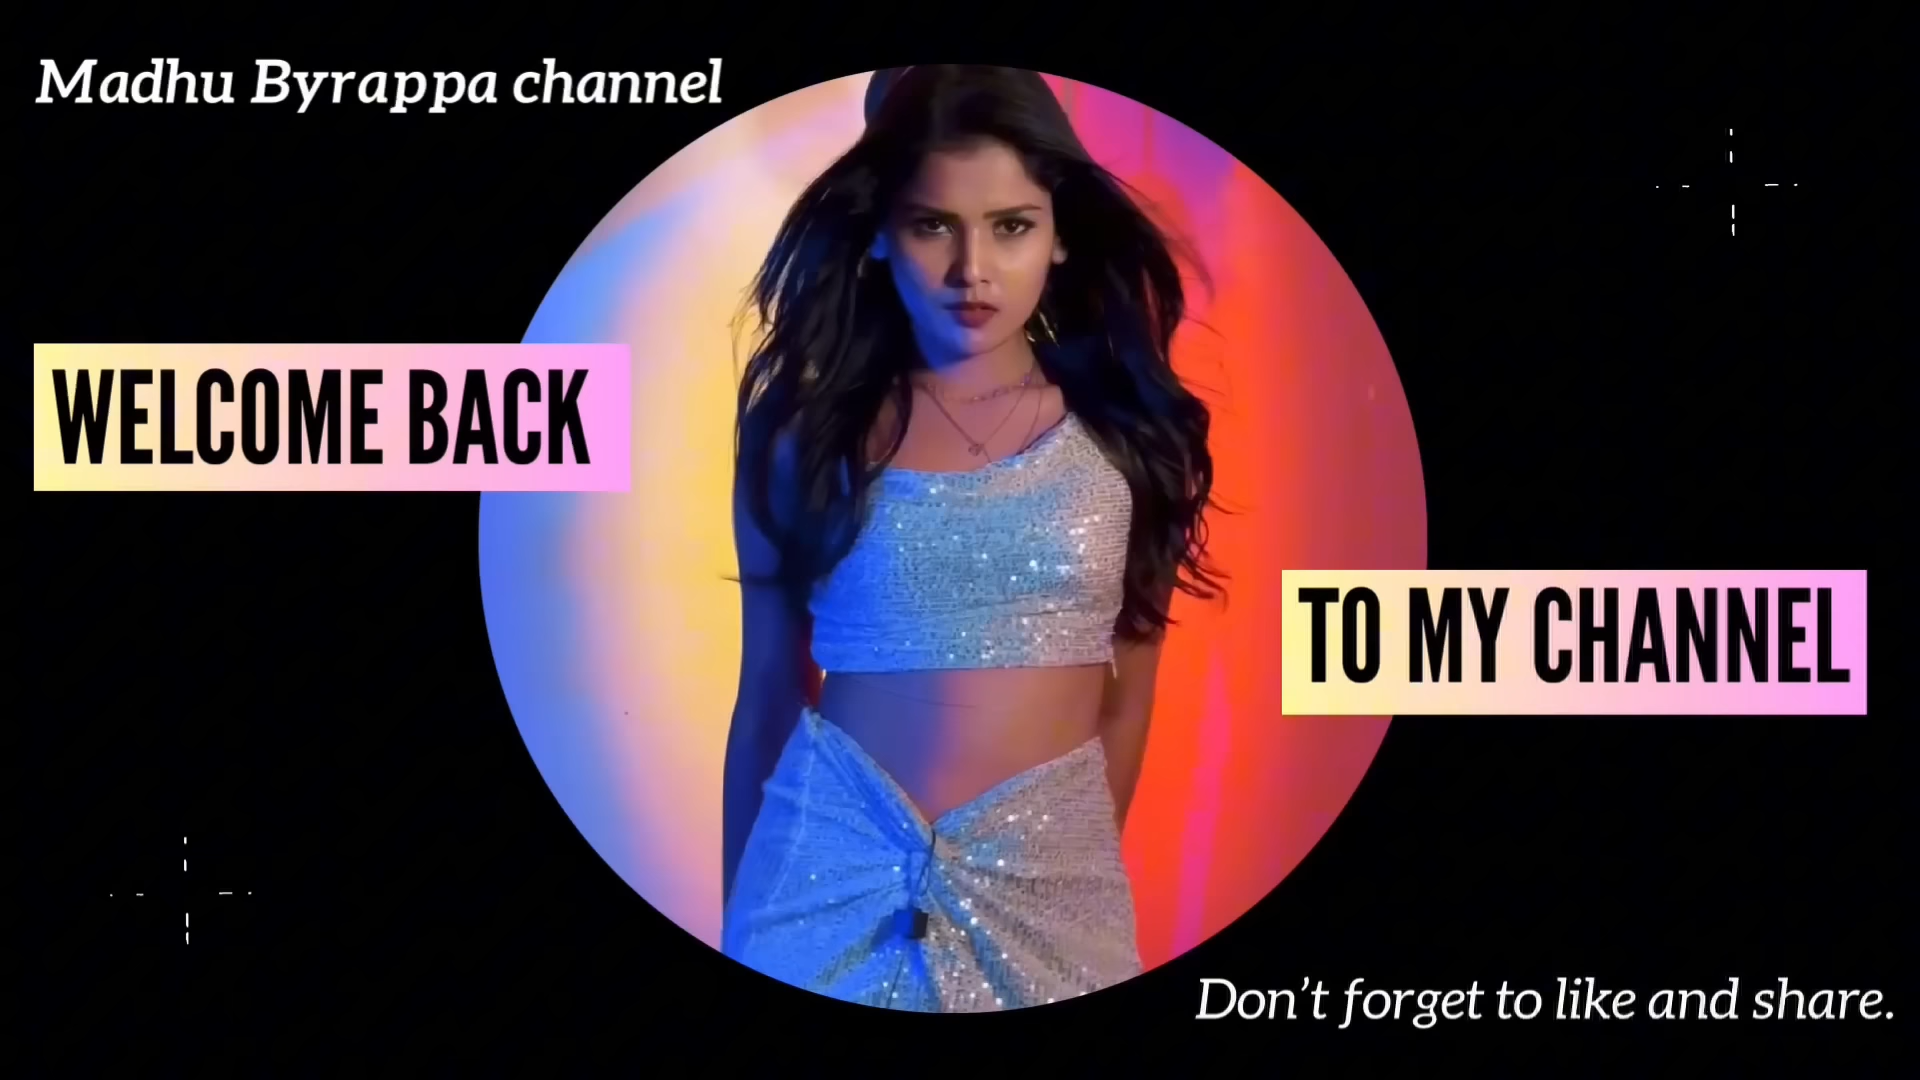 Madhu Byrappa channel
WELCOME BACK
TO MY CHANNEL
Don’t forget to like and share.